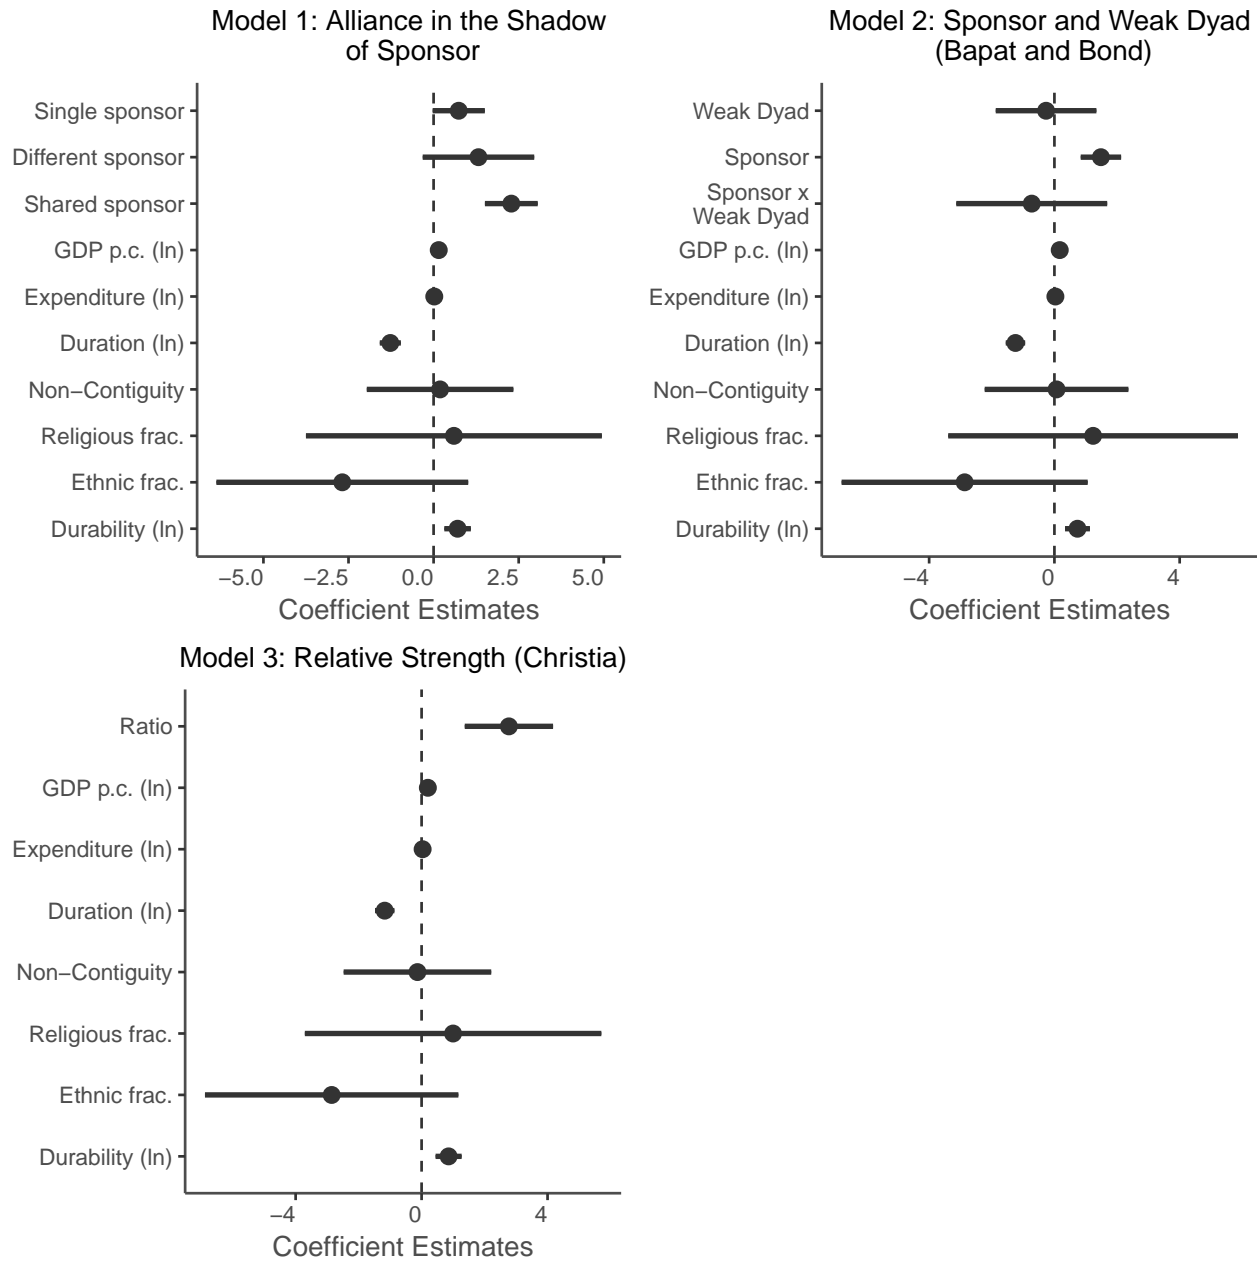 Model 1: Alliance in the Shadow
of Sponsor
Single sponsor
Different sponsor
Shared sponsor
GDP p.c. (ln)
Expenditure (ln)
Duration (ln)
Non−Contiguity
Religious frac.
Ethnic frac.
Durability (ln)
−5.0 −2.5 0.0 2.5 5.0
Coefficient Estimates
Model 2: Sponsor and Weak Dyad
(Bapat and Bond)
Weak Dyad
Sponsor
Sponsor x
Weak Dyad
GDP p.c. (ln)
Expenditure (ln)
Duration (ln)
Non−Contiguity
Religious frac.
Ethnic frac.
Durability (ln)
−4 0 4
Coefficient Estimates
Model 3: Relative Strength (Christia)
Ratio
GDP p.c. (ln)
Expenditure (ln)
Duration (ln)
Non−Contiguity
Religious frac.
Ethnic frac.
Durability (ln)
−4 0 4
Coefficient Estimates